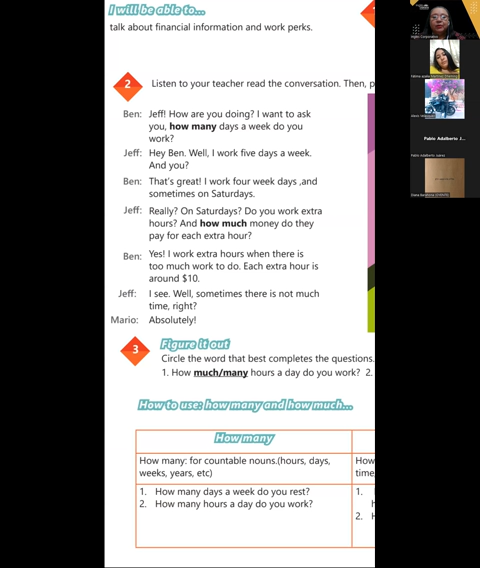 I will be able to...
talk about financial information and work perks.
2 Listen to your teacher read the conversation. Then, p
Ben: Jeff! How are you doing? I want to ask
you, how many days a week do you
work?
Jeff: Hey Ben. Well, I work five days a week.
And you?
Ben: That's great! I work four week days ,and
sometimes on Saturdays.
Jeff: Really? On Saturdays? Do you work extra
hours? And how much money do they
pay for each extra hour?
Ben: Yes! I work extra hours when there is
too much work to do. Each extra hour is
around $10.
Jeff: I see. Well, sometimes there is not much
time, right?
Mario: Absolutely!
3 Figure it out
Circle the word that best completes the questions.
1. How much/many hours a day do you work? 2.
How to use: how many and how much...
How many
How many: for countable nouns.(hours, days,
weeks, years, etc)
How
time,
1. How many days a week do you rest?
2. How many hours a day do you work?
1.
h
2. H
Pablo Adalberto J...